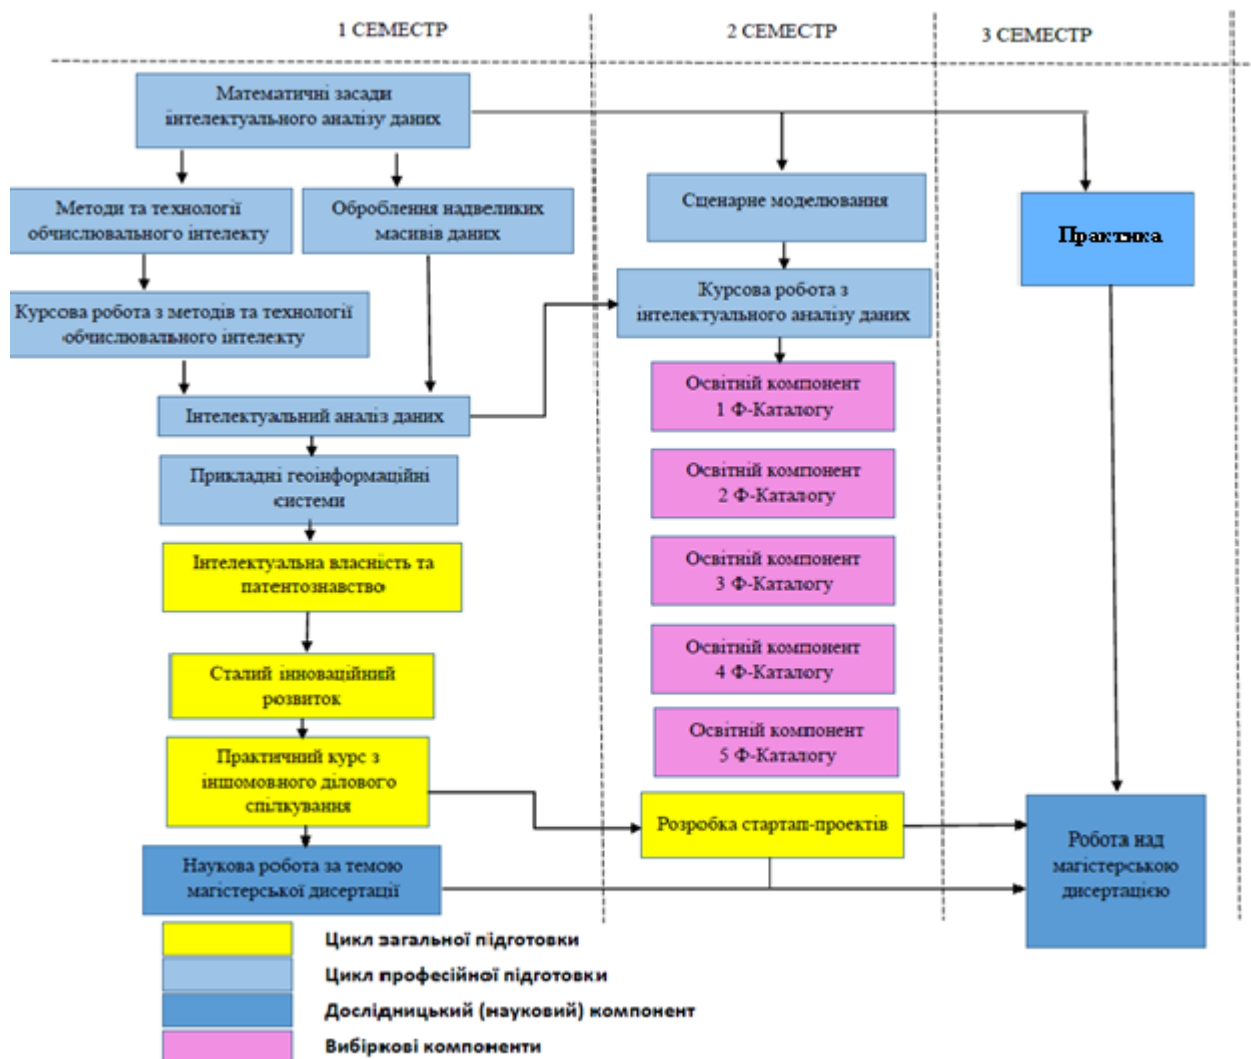 1 СЕМЕСТР
2 СЕМЕСТР
3 СЕМЕСТР
Математичні засади
інтелектуального аналізу даних
Методи та технології
обчислювального інтелекту
Оброблення надвеликих
масивів даних
Курсова робота з методів та технології
обчислювального інтелекту
Інтелектуальний аналіз даних
Прикладні геоінформаційні
системи
Інтелектуальна власність та
патентознавство
Сталий інноваційний
розвиток
Практичний курс з
іншомовного ділового
спілкування
Наукова робота за темою
магістерської дисертації
Сценарне моделювання
Курсова робота з
інтелектуального аналізу даних
Освітній компонент
1 Ф-Каталогу
Освітній компонент
2 Ф-Каталогу
Освітній компонент
3 Ф-Каталогу
Освітній компонент
4 Ф-Каталогу
Освітній компонент
5 Ф-Каталогу
Розробка стартап-проектів
Практика
Робота над
магістерською
дисертацією
Цикл загальної підготовки
Цикл професійної підготовки
Дослідницький (науковий) компонент
Вибіркові компоненти